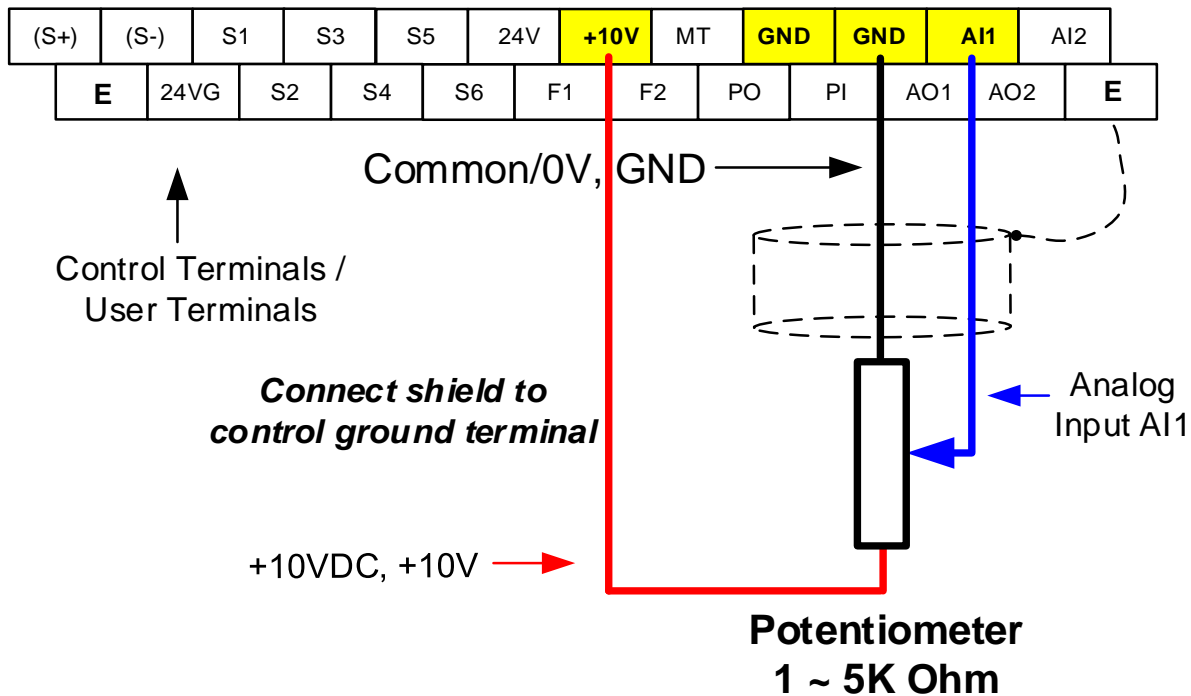 (S+) (S-) S1 S3 S5 24V +10V MT GND GND AI1 AI2
E 24VG S2 S4 S6 F1 F2 PO PI AO1 AO2 E
Common/0V, GND
Control Terminals /
User Terminals
Connect shield to
control ground terminal
Analog
Input AI1
+10VDC, +10V
Potentiometer
1 ~ 5K Ohm